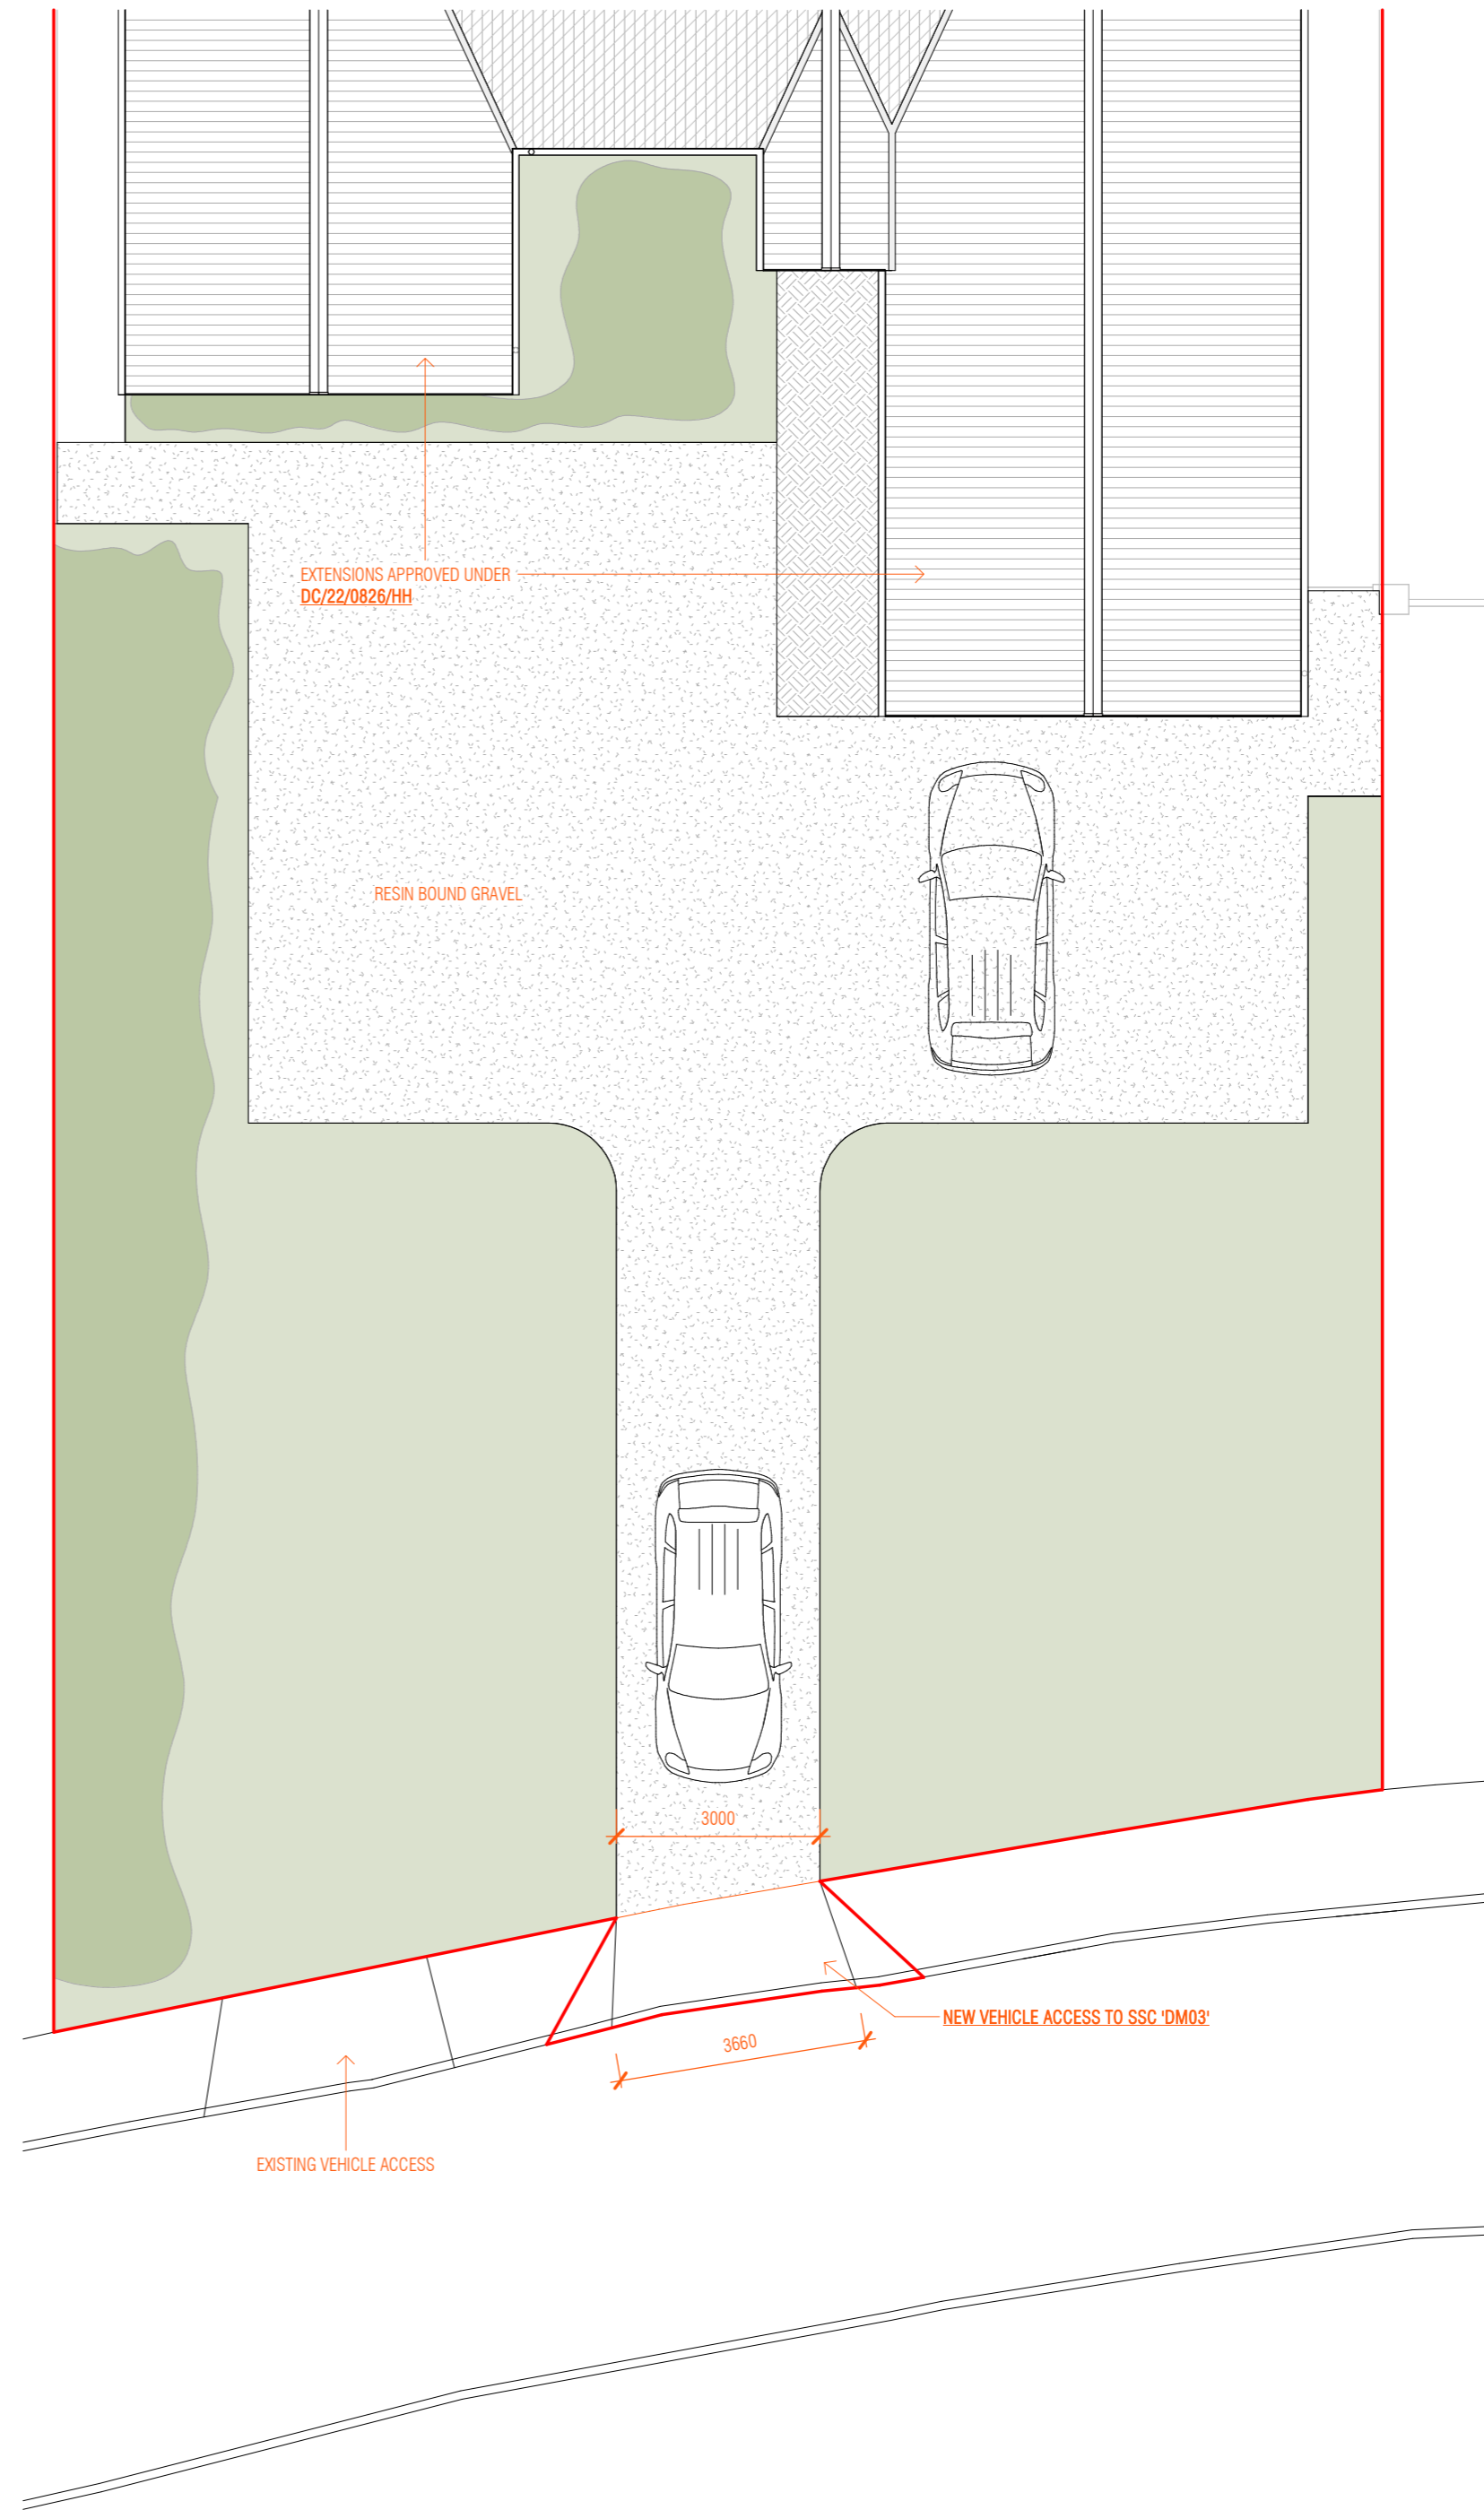 EXTENSIONS APPROVED UNDER
DC/22/0826/HH
RESIN BOUND GRAVEL
3000
NEW VEHICLE ACCESS TO SSC 'DM03'
3660
EXISTING VEHICLE ACCESS